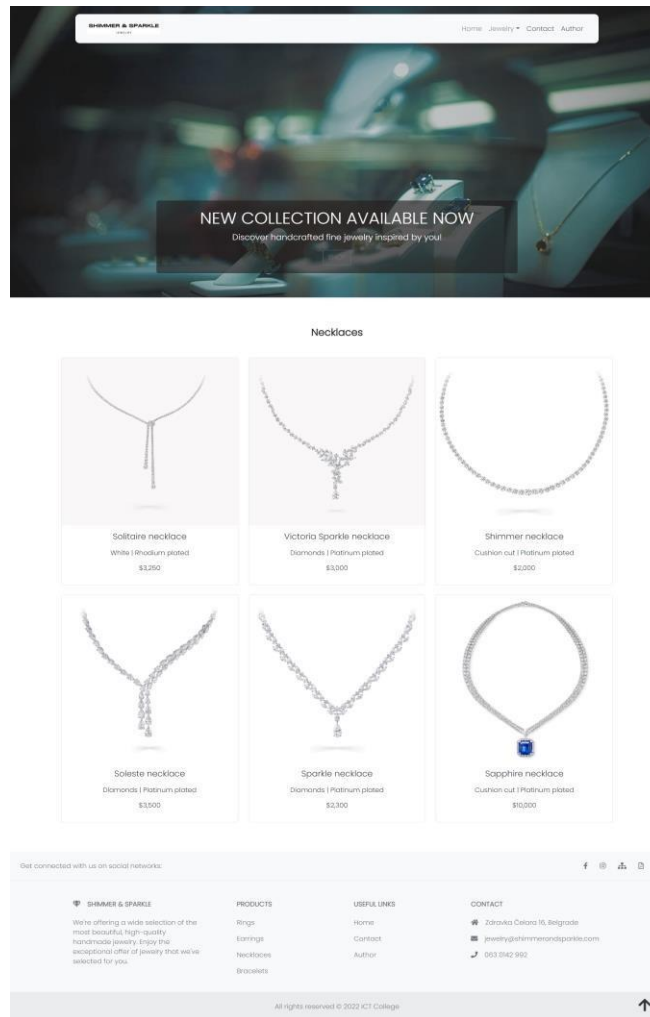 SHIMMER & SPARKLE
JEWELRY
Home Jewelry Contact Author
NEW COLLECTION AVAILABLE NOW
Discover handcrafted fine jewelry inspired by you!
Necklaces
Solitaire necklace
White | Rhodium plated
$3,250
Victoria Sparkle necklace
Diamonds | Platinum plated
$3,000
Shimmer necklace
Cushion cut | Platinum plated
$2,000
Soleste necklace
Diamonds | Platinum plated
$3,500
Sparkle necklace
Diamonds | Platinum plated
$2,300
Sapphire necklace
Cushion cut | Platinum plated
$10,000
Get connected with us on social networks:
SHIMMER & SPARKLE
We're offering a wide selection of the
most beautiful, high-quality
handmade jewelry. Enjoy the
exceptional offer of jewelry that we've
selected for you.
PRODUCTS
Rings
Earrings
Necklaces
Bracelets
USEFUL LINKS
Home
Contact
Author
CONTACT
Zdravka Čelara 16, Belgrade
jewelry@shimmerandsparkle.com
063 3142 992
All rights reserved © 2022 ICT College